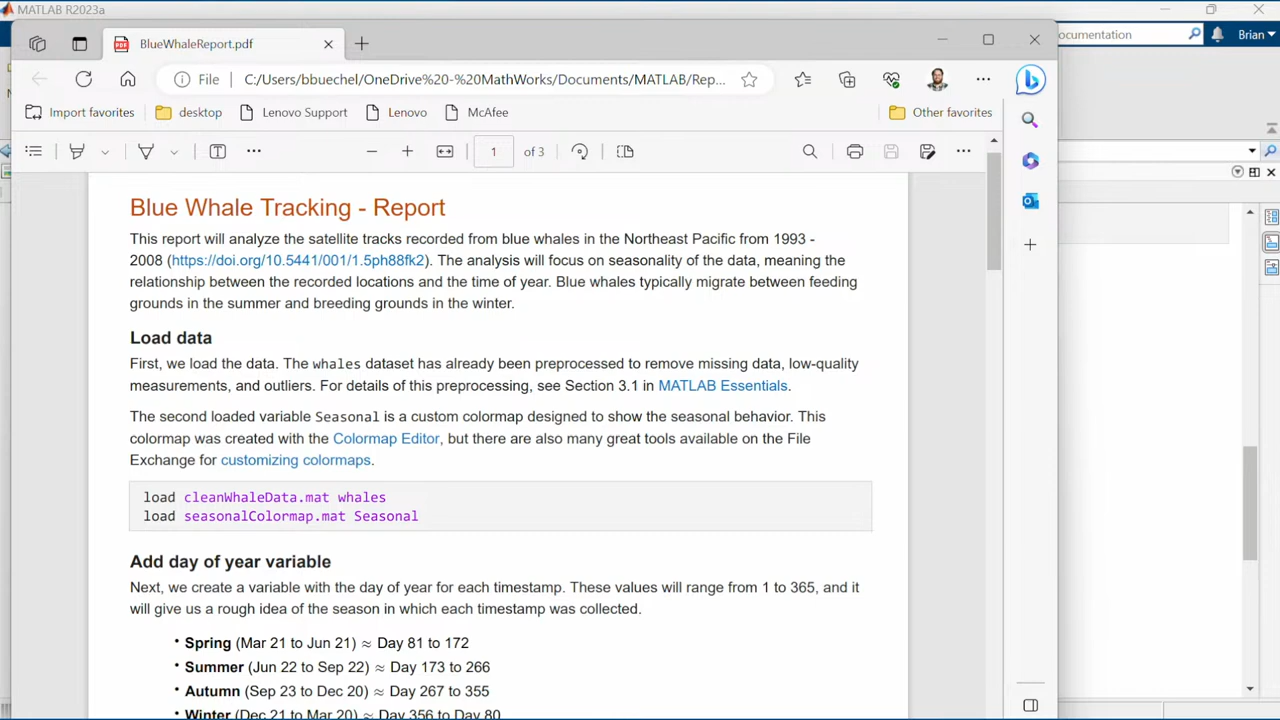 MATLAB R2023a
BlueWhaleReport.pdf
ocumentation
Brian
File
C:/Users/bbuchel/OneDrive%20-%20MathWorks/Documents/MATLAB/Rep...
Import favorites
desktop
Lenovo Support
Lenovo
McAfee
Other favorites
1
of 3
Blue Whale Tracking - Report
This report will analyze the satellite tracks recorded from blue whales in the Northeast Pacific from 1993 -
2008 (https://doi.org/10.5441/001/1.5ph88fk2). The analysis will focus on seasonality of the data, meaning the
relationship between the recorded locations and the time of year. Blue whales typically migrate between feeding
grounds in the summer and breeding grounds in the winter.
Load data
First, we load the data. The whales dataset has already been preprocessed to remove missing data, low-quality
measurements, and outliers. For details of this preprocessing, see Section 3.1 in MATLAB Essentials.
The second loaded variable Seasonal is a custom colormap designed to show the seasonal behavior. This
colormap was created with the Colormap Editor, but there are also many great tools available on the File
Exchange for customizing colormaps.
load cleanWhaleData.mat whales
load seasonalColormap.mat Seasonal
Add day of year variable
Next, we create a variable with the day of year for each timestamp. These values will range from 1 to 365, and it
will give us a rough idea of the season in which each timestamp was collected.
• Spring (Mar 21 to Jun 21) ≈ Day 81 to 172
• Summer (Jun 22 to Sep 22) ≈ Day 173 to 266
• Autumn (Sep 23 to Dec 20) ≈ Day 267 to 355
• Winter (Dec 21 to Mar 20) ≈ Day 356 to Day 80